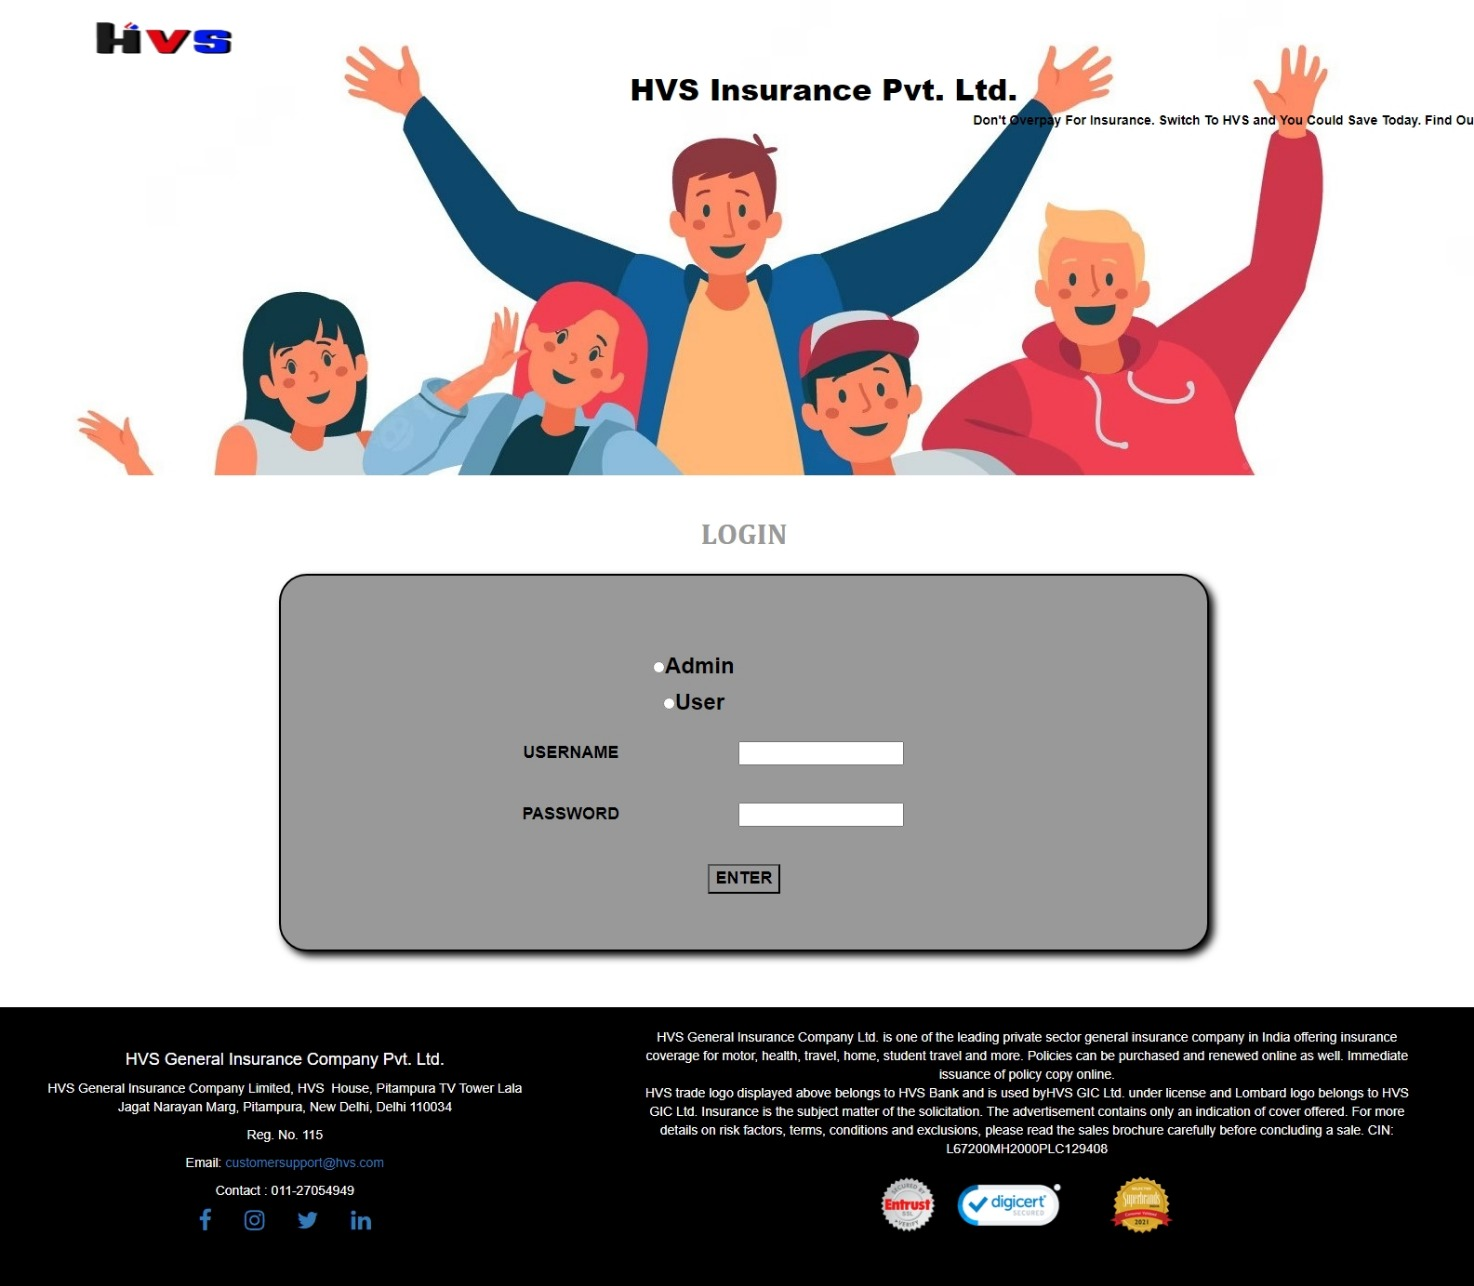 HVS
HVS Insurance Pvt. Ltd.
Don't Overpay For Insurance. Switch To HVS and You Could Save Today. Find Ou
LOGIN
Admin
User
USERNAME
PASSWORD
ENTER
HVS General Insurance Company Pvt. Ltd.
HVS General Insurance Company Limited, HVS House, Pitampura TV Tower Lala
Jagat Narayan Marg, Pitampura, New Delhi, Delhi 110034
Reg. No. 115
Email: customersupport@hvs.com
Contact : 011-27054949
HVS General Insurance Company Ltd. is one of the leading private sector general insurance company in India offering insurance
coverage for motor, health, travel, home, student travel and more. Policies can be purchased and renewed online as well. Immediate
issuance of policy copy online.
HVS trade logo displayed above belongs to HVS Bank and is used byHVS GIC Ltd. under license and Lombard logo belongs to HVS
GIC Ltd. Insurance is the subject matter of the solicitation. The advertisement contains only an indication of cover offered. For more
details on risk factors, terms, conditions and exclusions, please read the sales brochure carefully before concluding a sale. CIN:
L67200MH2000PLC129408
SECURED BY
Entrust
SSL
VERIFY
digicert
SECURED
Superbrands
2021